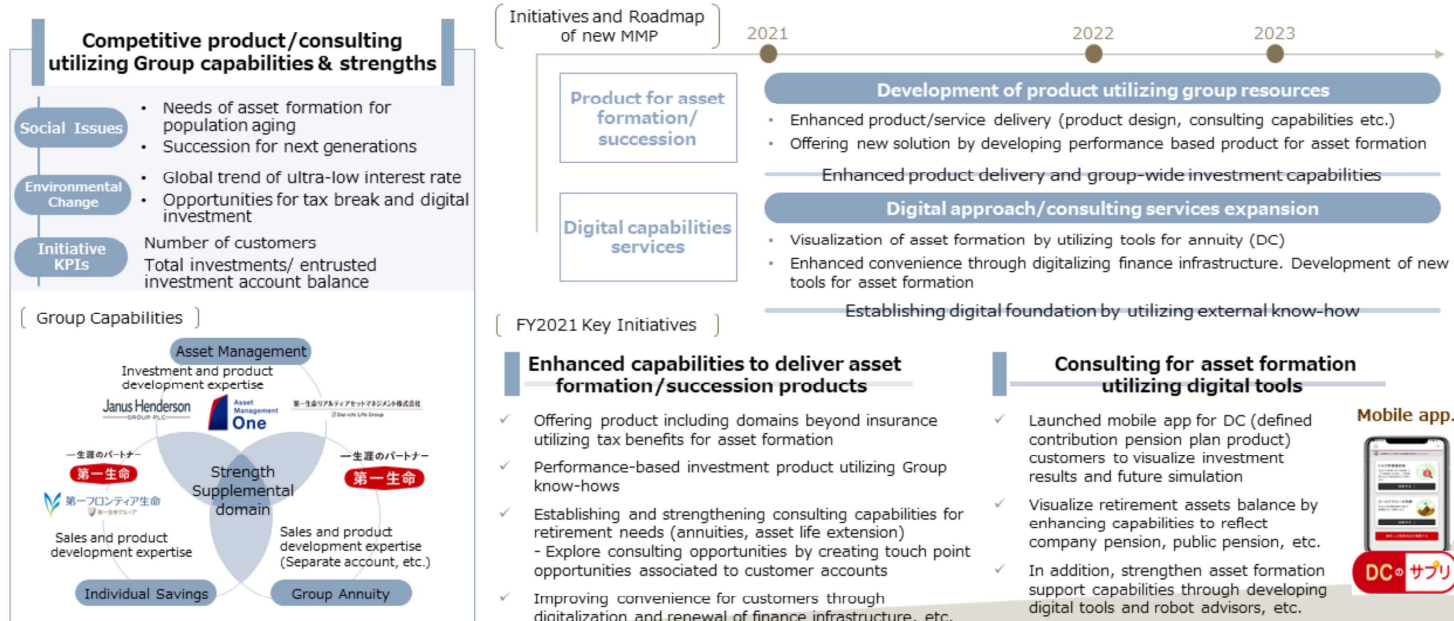 Competitive product/consulting
utilizing Group capabilities & strengths
Social Issues
• Needs of asset formation for
population aging
• Succession for next generations
Environmental
Change
• Global trend of ultra-low interest rate
• Opportunities for tax break and digital
investment
Initiative
KPIs
Number of customers
Total investments/ entrusted
investment account balance
Group Capabilities
Asset Management
Investment and product
development expertise
Janus Henderson
GROUP PLC
Asset
Management
One
第一生命リアルティアセットマネジメント株式会社
Dai-ichi Life Group
一生涯のパートナー
第一生命
第一フロンティア生命
第一生命グループ
一生涯のパートナー
第一生命
Strength
Supplemental
domain
Sales and product
development expertise
Sales and product
development expertise
(Separate account, etc.)
Individual Savings
Group Annuity
Initiatives and Roadmap
of new MMP
2021
2022
2023
Product for asset
formation/
succession
Development of product utilizing group resources
• Enhanced product/service delivery (product design, consulting capabilities etc.)
• Offering new solution by developing performance based product for asset formation
Enhanced product delivery and group-wide investment capabilities
Digital capabilities
services
Digital approach/consulting services expansion
• Visualization of asset formation by utilizing tools for annuity (DC)
• Enhanced convenience through digitalizing finance infrastructure. Development of new
tools for asset formation
Establishing digital foundation by utilizing external know-how
FY2021 Key Initiatives
Enhanced capabilities to deliver asset
formation/succession products
✓ Offering product including domains beyond insurance
utilizing tax benefits for asset formation
✓ Performance-based investment product utilizing Group
know-hows
✓ Establishing and strengthening consulting capabilities for
retirement needs (annuities, asset life extension)
- Explore consulting opportunities by creating touch point
opportunities associated to customer accounts
✓ Improving convenience for customers through
digitalization and renewal of finance infrastructure, etc.
Consulting for asset formation
utilizing digital tools
✓ Launched mobile app for DC (defined
contribution pension plan product)
customers to visualize investment
results and future simulation
✓ Visualize retirement assets balance by
enhancing capabilities to reflect
company pension, public pension, etc.
✓ In addition, strengthen asset formation
support capabilities through developing
digital tools and robot advisors, etc.
Mobile app.
DCのサプリ